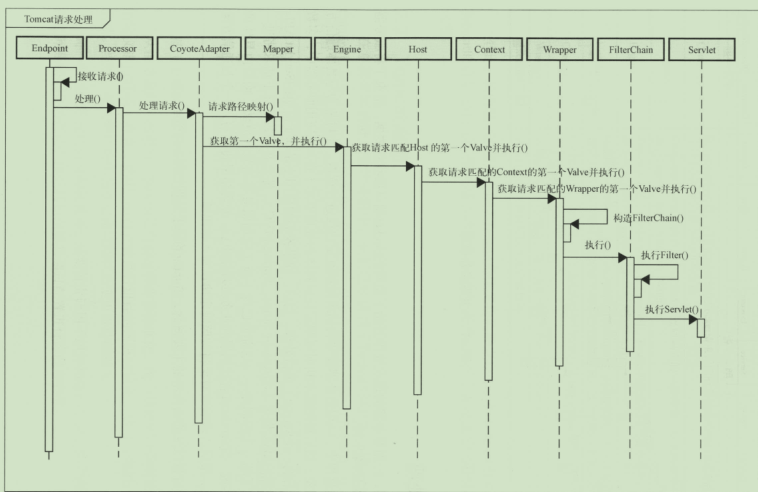 Tomcat请求处理
Endpoint
Processor
CoyoteAdapter
Mapper
Engine
Host
Context
Wrapper
FilterChain
Servlet
接收请求()
处理()
处理请求()
请求路径映射()
获取第一个Valve，并执行()
获取请求匹配Host 的第一个Valve并执行()
获取请求匹配的Context的第一个Valve并执行()
获取请求匹配的Wrapper的第一个Valve并执行()
构造FilterChain()
执行()
执行Filter()
执行Servlet()